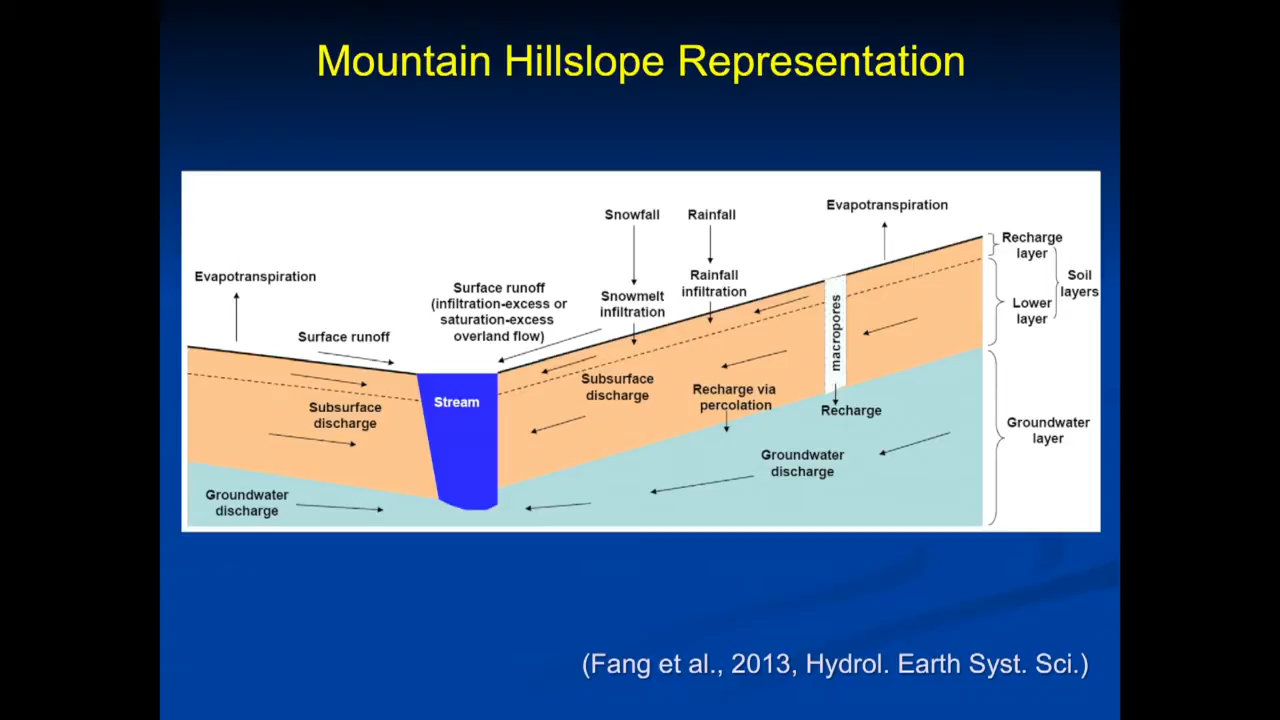 Mountain Hillslope Representation
Snowfall
Rainfall
Evapotranspiration
Recharge
layer
Soil
layers
Lower
layer
Evapotranspiration
Surface runoff
Surface runoff
(infiltration-excess or
saturation-excess
overland flow)
Snowmelt
infiltration
Rainfall
infiltration
macropores
Stream
Subsurface
discharge
Subsurface
discharge
Recharge via
percolation
Recharge
Groundwater
layer
Groundwater
discharge
Groundwater
discharge
(Fang et al., 2013, Hydrol. Earth Syst. Sci.)